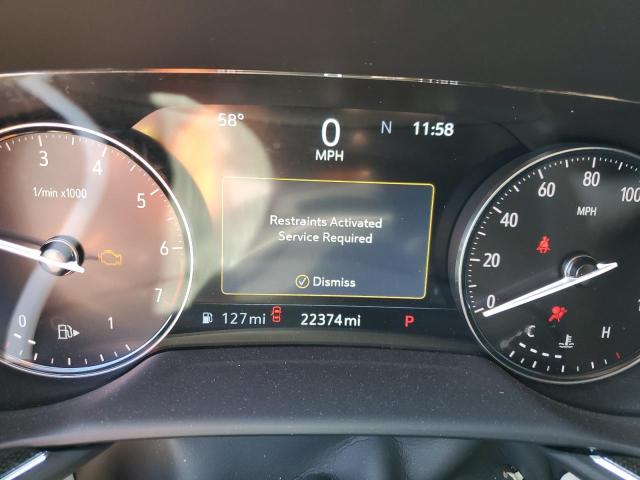 58° 0 N 11:58
MPH
3 4 5 6 7
1/min x1000
Restraints Activated
Service Required
Dismiss
0 1
127mi 22374mi P
0 20 40 60 80 100
MPH
C H